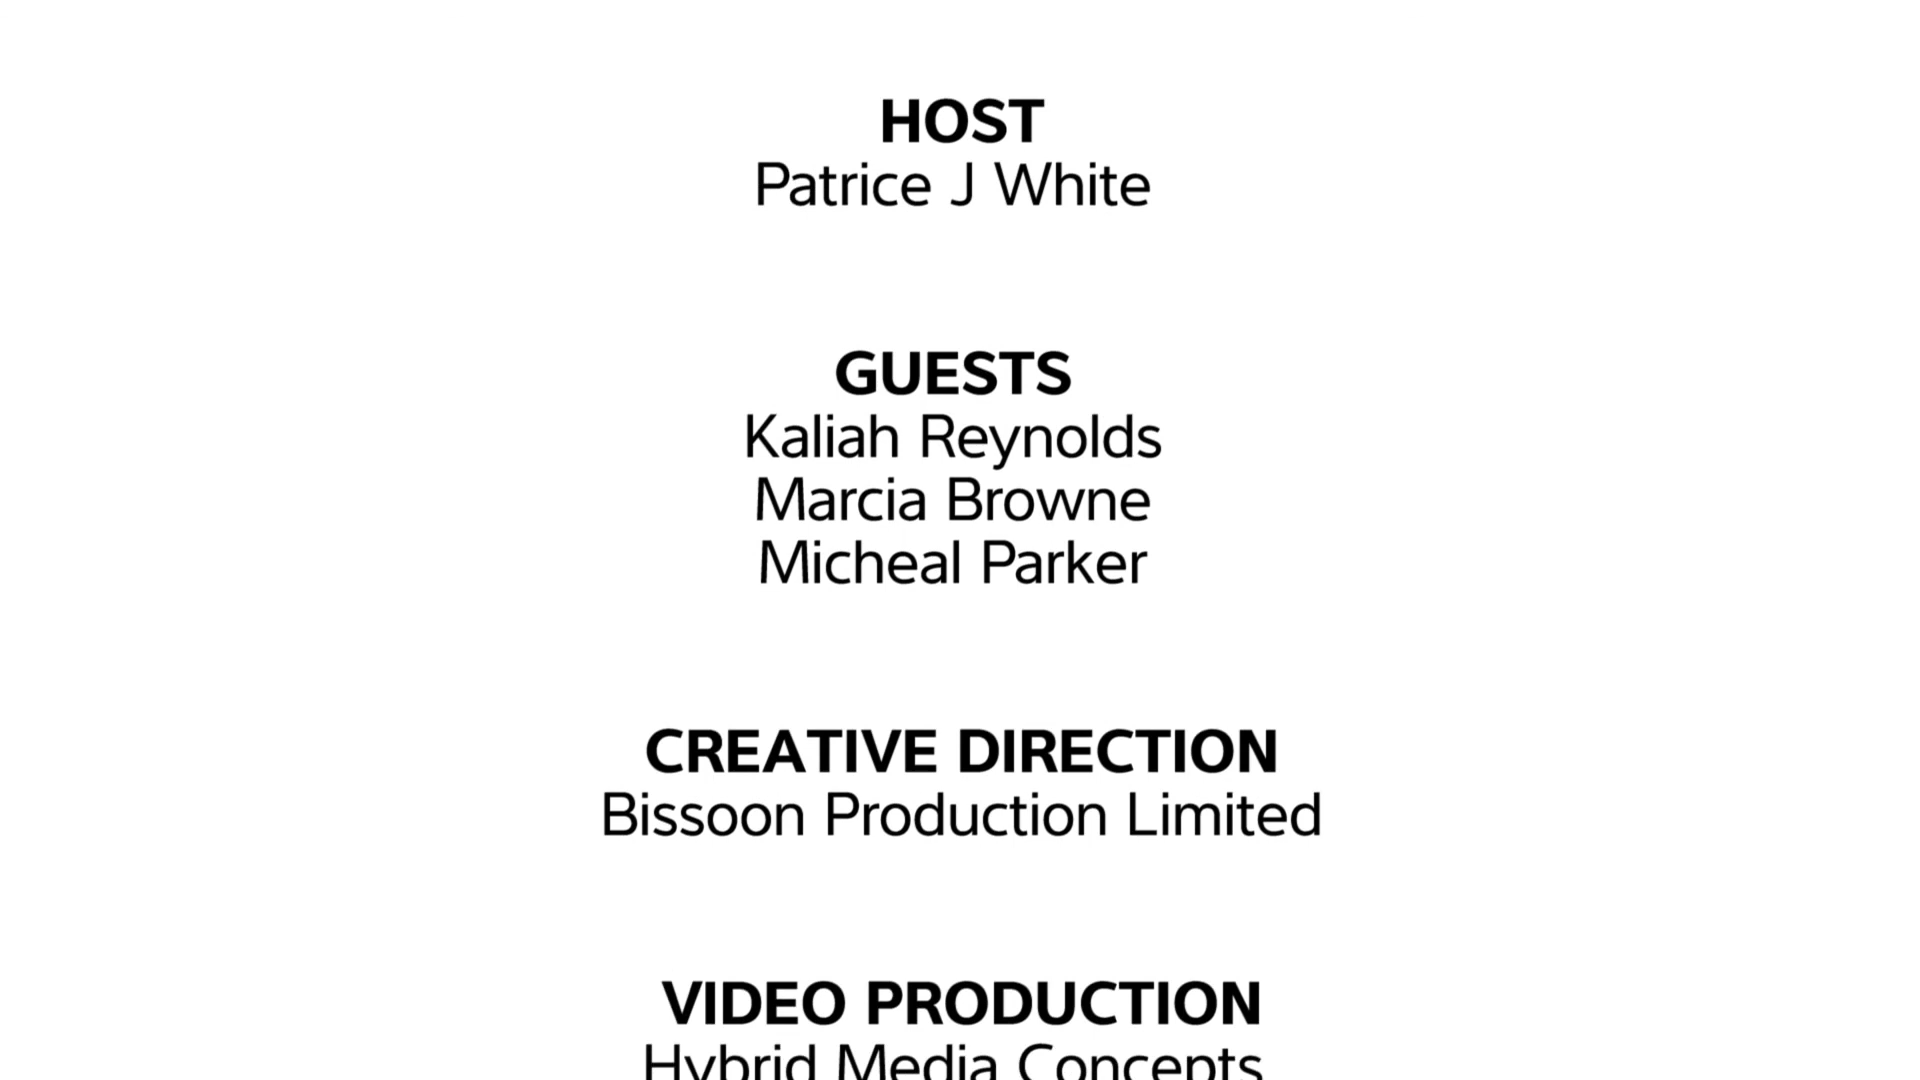 HOST
Patrice J White
GUESTS
Kaliah Reynolds
Marcia Browne
Micheal Parker
CREATIVE DIRECTION
Bissoon Production Limited
VIDEO PRODUCTION
Hybrid Media Concepts